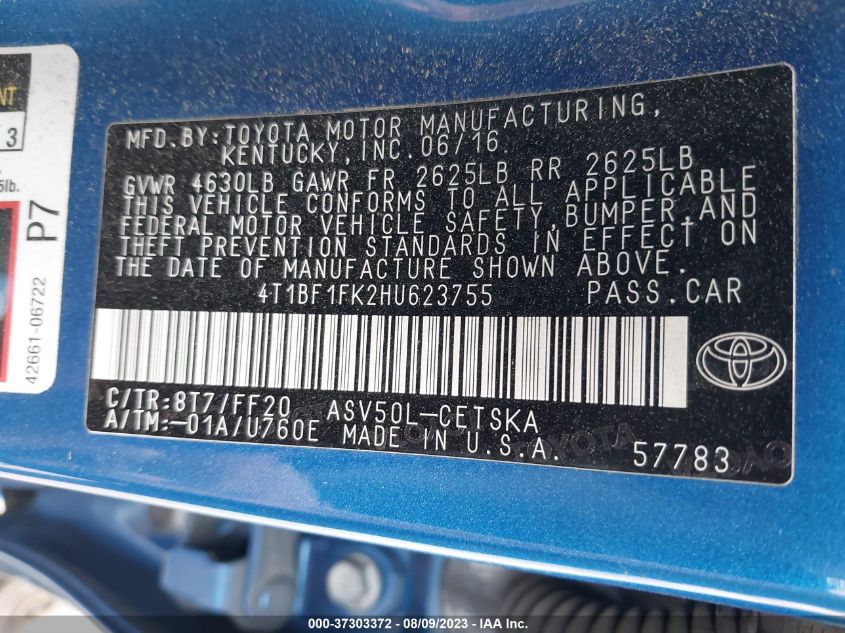 MFD.BY:TOYOTA MOTOR MANUFACTURING,
KENTUCKY,INC.06/16
GVWR 4630LB GAWR FR 2625LB RR 2625LB
THIS VEHICLE CONFORMS TO ALL APPLICABLE
FEDERAL MOTOR VEHICLE SAFETY,BUMPER,AND
THEFT PREVENTION STANDARDS IN EFFECT ON
THE DATE OF MANUFACTURE SHOWN ABOVE.
4T1BF1FK2HU623755 PASS.CAR
C/TR:8T7/FF20 ASV50L-CETSKA
A/TM:-01A/U760E MADE IN U.S.A. 57783
3
lb.
P7
42661-06722
000-37303372 - 08/09/2023 - IAA Inc.